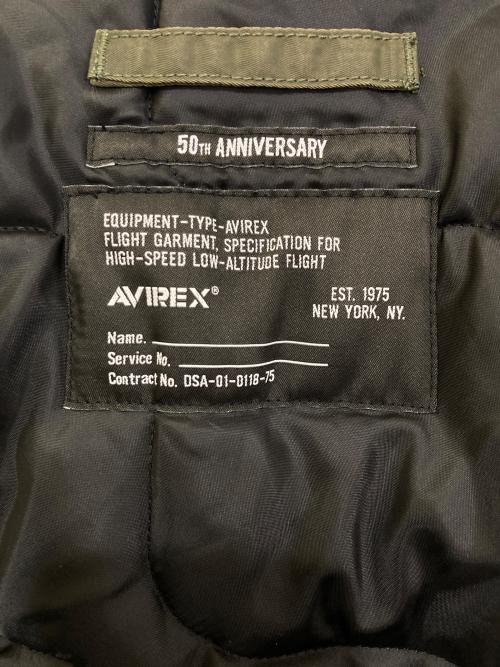 50TH ANNIVERSARY
EQUIPMENT-TYPE-AVIREX
FLIGHT GARMENT, SPECIFICATION FOR
HIGH-SPEED LOW-ALTITUDE FLIGHT
AVIREX®
EST. 1975
NEW YORK, NY.
Name.
Service No.
Contract No. DSA-01-0118-75